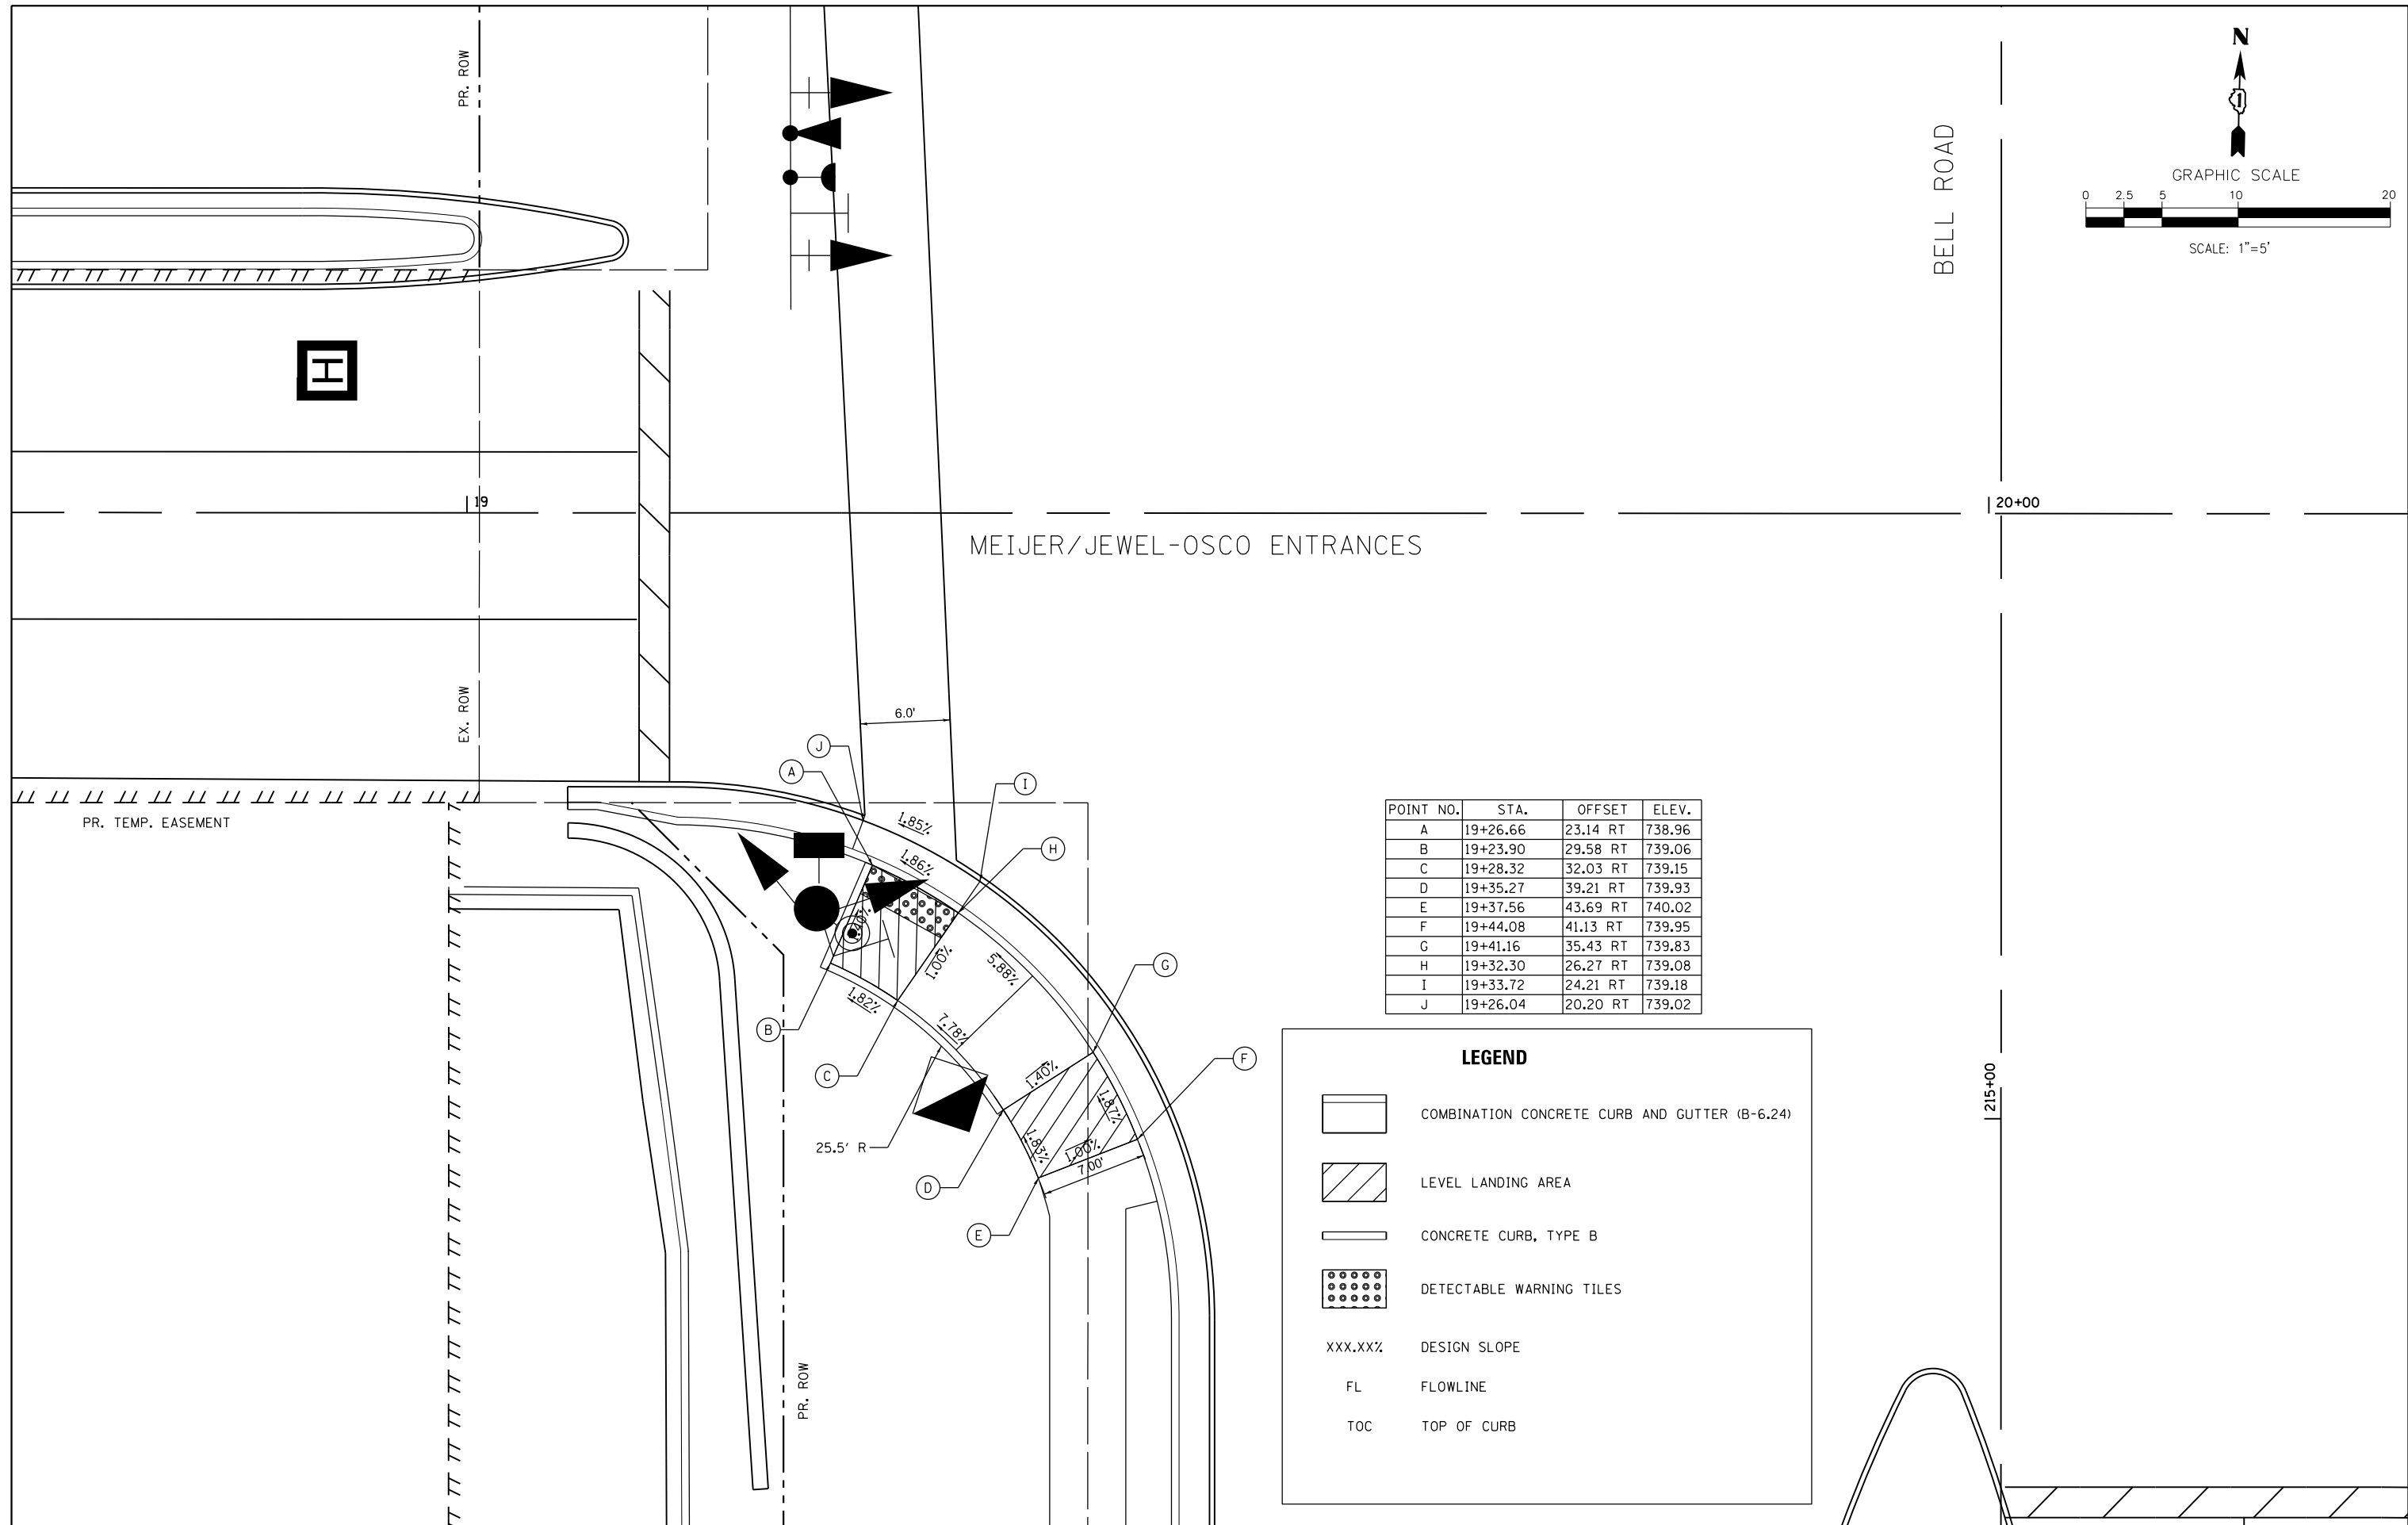 PR. ROW
N
1
BELL ROAD
GRAPHIC SCALE
0 2.5 5 10 20
SCALE: 1"=5'
H
19
20+00
MEIJER/JEWEL-OSCO ENTRANCES
EX. ROW
6.0'
J
A
I
H
PR. TEMP. EASEMENT
1.85%
1.86%
1.00%
5.88%
1.82%
7.78%
B
C
G
F
1.40%
1.87%
1.83%
1.00%
7.00'
25.5' R
D
E
POINT NO. STA. OFFSET ELEV.
A 19+26.66 23.14 RT 738.96
B 19+23.90 29.58 RT 739.06
C 19+28.32 32.03 RT 739.15
D 19+35.27 39.21 RT 739.93
E 19+37.56 43.69 RT 740.02
F 19+44.08 41.13 RT 739.95
G 19+41.16 35.43 RT 739.83
H 19+32.30 26.27 RT 739.08
I 19+33.72 24.21 RT 739.18
J 19+26.04 20.20 RT 739.02
LEGEND
COMBINATION CONCRETE CURB AND GUTTER (B-6.24)
LEVEL LANDING AREA
CONCRETE CURB, TYPE B
DETECTABLE WARNING TILES
XXX.XX% DESIGN SLOPE
FL FLOWLINE
TOC TOP OF CURB
215+00
PR. ROW